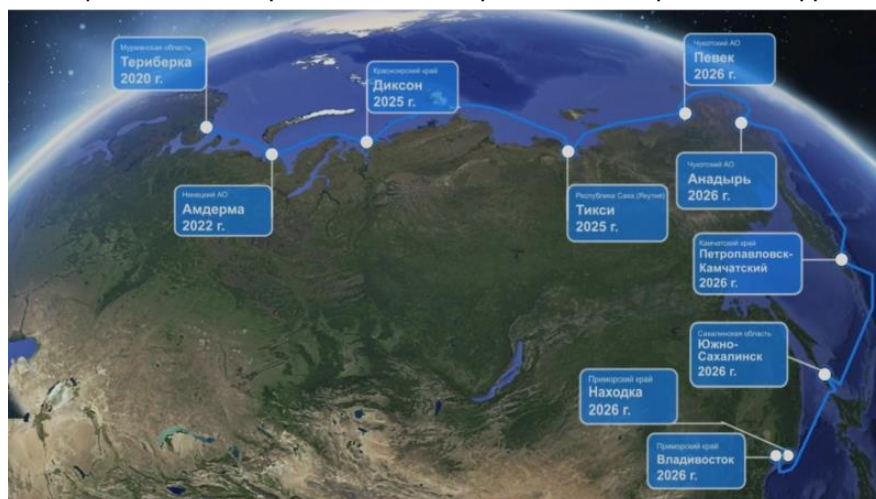 Мурманская область
Териберка
2020 г.
Красноярский край
Диксон
2025 г.
Чукотский АО
Певек
2026 г.
Ненецкий АО
Амдерма
2022 г.
Республика Саха (Якутия)
Тикси
2025 г.
Чукотский АО
Анадырь
2026 г.
Камчатский край
Петропавловск-
Камчатский
2026 г.
Сахалинская область
Южно-
Сахалинск
2026 г.
Приморский край
Находка
2026 г.
Приморский край
Владивосток
2026 г.